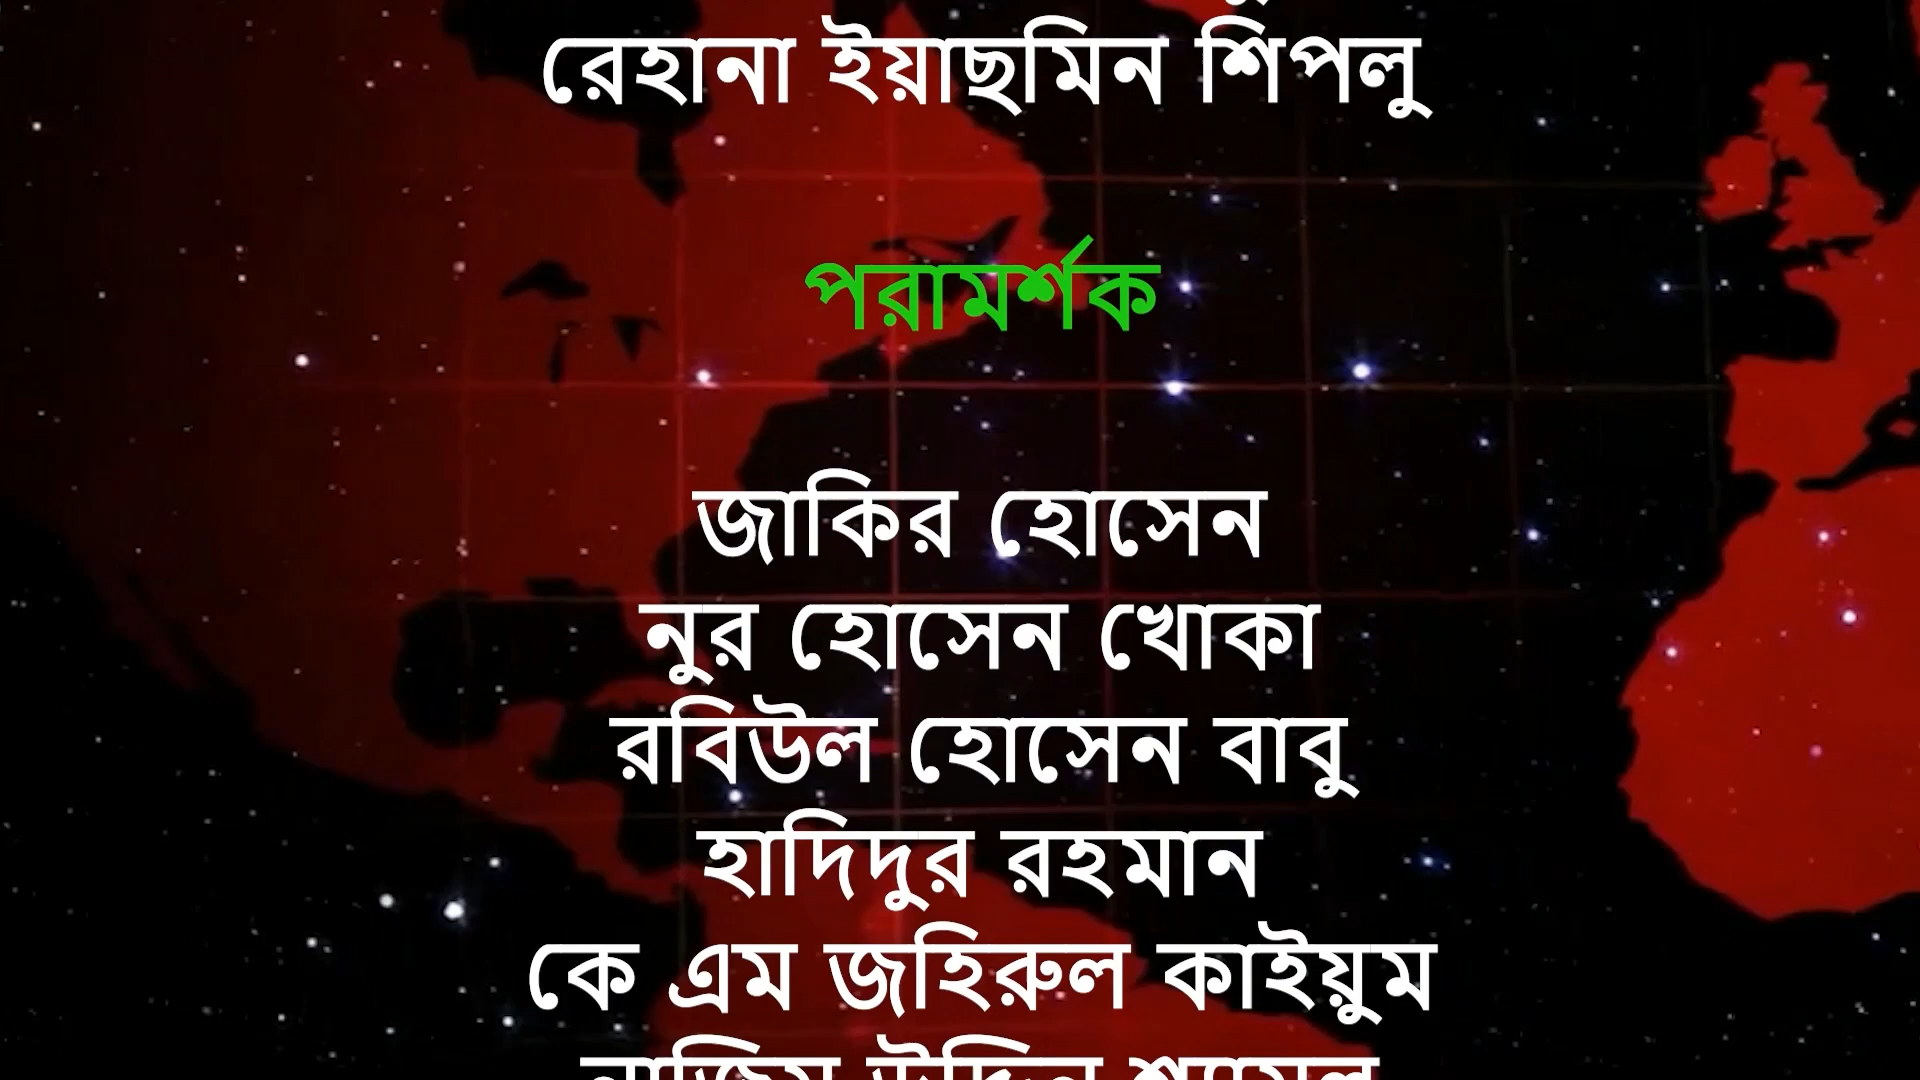 রেহানা ইয়াছমিন শিপলু
পরামর্শক
জাকির হোসেন
নুর হোসেন খোকা
রবিউল হোসেন বাবু
হাদিদুর রহমান
কে এম জহিরুল কাইয়ুম